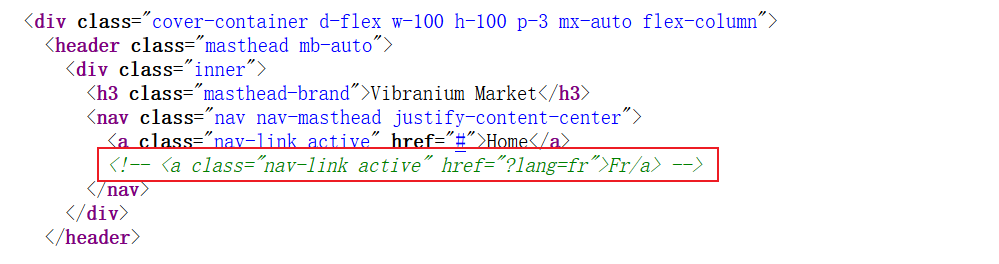 <div class="cover-container d-flex w-100 h-100 p-3 mx-auto flex-column">
<header class="masthead mb-auto">
<div class="inner">
<h3 class="masthead-brand">Vibranium Market</h3>
<nav class="nav nav-masthead justify-content-center">
<a class="nav-link active" href="#">Home</a>
<!-- <a class="nav-link active" href="?lang=fr">Fr/a> -->
</nav>
</div>
</header>